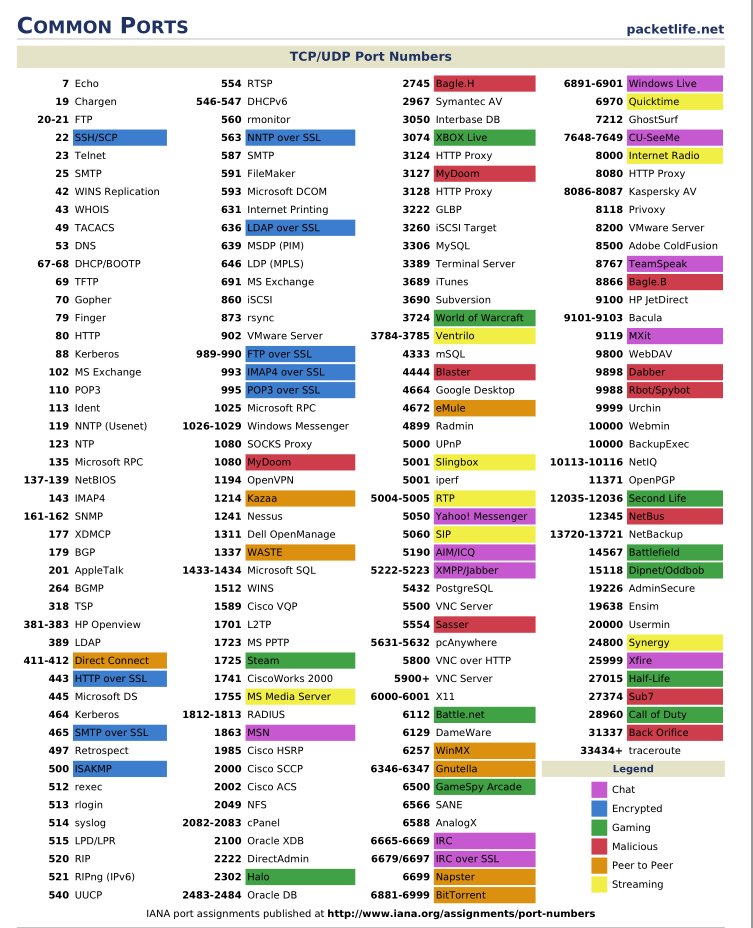 COMMON PORTS
packetlife.net
TCP/UDP Port Numbers
7 Echo
19 Chargen
20-21 FTP
22 SSH/SCP
23 Telnet
25 SMTP
42 WINS Replication
43 WHOIS
49 TACACS
53 DNS
67-68 DHCP/BOOTP
69 TFTP
70 Gopher
79 Finger
80 HTTP
88 Kerberos
102 MS Exchange
110 POP3
113 Ident
119 NNTP (Usenet)
123 NTP
135 Microsoft RPC
137-139 NetBIOS
143 IMAP4
161-162 SNMP
177 XDMCP
179 BGP
201 AppleTalk
264 BGMP
318 TSP
381-383 HP Openview
389 LDAP
411-412 Direct Connect
443 HTTP over SSL
445 Microsoft DS
464 Kerberos
465 SMTP over SSL
497 Retrospect
500 ISAKMP
512 rexec
513 rlogin
514 syslog
515 LPD/LPR
520 RIP
521 RIPng (IPv6)
540 UUCP
554 RTSP
546-547 DHCPv6
560 rmonitor
563 NNTP over SSL
587 SMTP
591 FileMaker
593 Microsoft DCOM
631 Internet Printing
636 LDAP over SSL
639 MSDP (PIM)
646 LDP (MPLS)
691 MS Exchange
860 iSCSI
873 rsync
902 VMware Server
989-990 FTP over SSL
993 IMAP4 over SSL
995 POP3 over SSL
1025 Microsoft RPC
1026-1029 Windows Messenger
1080 SOCKS Proxy
1080 MyDoom
1194 OpenVPN
1214 Kazaa
1241 Nessus
1311 Dell OpenManage
1337 WASTE
1433-1434 Microsoft SQL
1512 WINS
1589 Cisco VQP
1701 L2TP
1723 MS PPTP
1725 Steam
1741 CiscoWorks 2000
1755 MS Media Server
1812-1813 RADIUS
1863 MSN
1985 Cisco HSRP
2000 Cisco SCCP
2002 Cisco ACS
2049 NFS
2082-2083 cPanel
2100 Oracle XDB
2222 DirectAdmin
2302 Halo
2483-2484 Oracle DB
2745 Bagle.H
2967 Symantec AV
3050 Interbase DB
3074 XBOX Live
3124 HTTP Proxy
3127 MyDoom
3128 HTTP Proxy
3222 GLBP
3260 iSCSI Target
3306 MySQL
3389 Terminal Server
3689 iTunes
3690 Subversion
3724 World of Warcraft
3784-3785 Ventrilo
4333 mSQL
4444 Blaster
4664 Google Desktop
4672 eMule
4899 Radmin
5000 UPnP
5001 Slingbox
5001 iperf
5004-5005 RTP
5050 Yahoo! Messenger
5060 SIP
5190 AIM/ICQ
5222-5223 XMPP/Jabber
5432 PostgreSQL
5500 VNC Server
5554 Sasser
5631-5632 pcAnywhere
5800 VNC over HTTP
5900+ VNC Server
6000-6001 X11
6112 Battle.net
6129 DameWare
6257 WinMX
6346-6347 Gnutella
6500 GameSpy Arcade
6566 SANE
6588 AnalogX
6665-6669 IRC
6679/6697 IRC over SSL
6699 Napster
6881-6999 BitTorrent
6891-6901 Windows Live
6970 Quicktime
7212 GhostSurf
7648-7649 CU-SeeMe
8000 Internet Radio
8080 HTTP Proxy
8086-8087 Kaspersky AV
8118 Privoxy
8200 VMware Server
8500 Adobe ColdFusion
8767 TeamSpeak
8866 Bagle.B
9100 HP JetDirect
9101-9103 Bacula
9119 MXit
9800 WebDAV
9898 Dabber
9988 Rbot/Spybot
9999 Urchin
10000 Webmin
10000 BackupExec
10113-10116 NetIQ
11371 OpenPGP
12035-12036 Second Life
12345 NetBus
13720-13721 NetBackup
14567 Battlefield
15118 Dipnet/Oddbob
19226 AdminSecure
19638 Ensim
20000 Usermin
24800 Synergy
25999 Xfire
27015 Half-Life
27374 Sub7
28960 Call of Duty
31337 Back Orifice
33434+ traceroute
Legend
Chat
Encrypted
Gaming
Malicious
Peer to Peer
Streaming
IANA port assignments published at http://www.iana.org/assignments/port-numbers